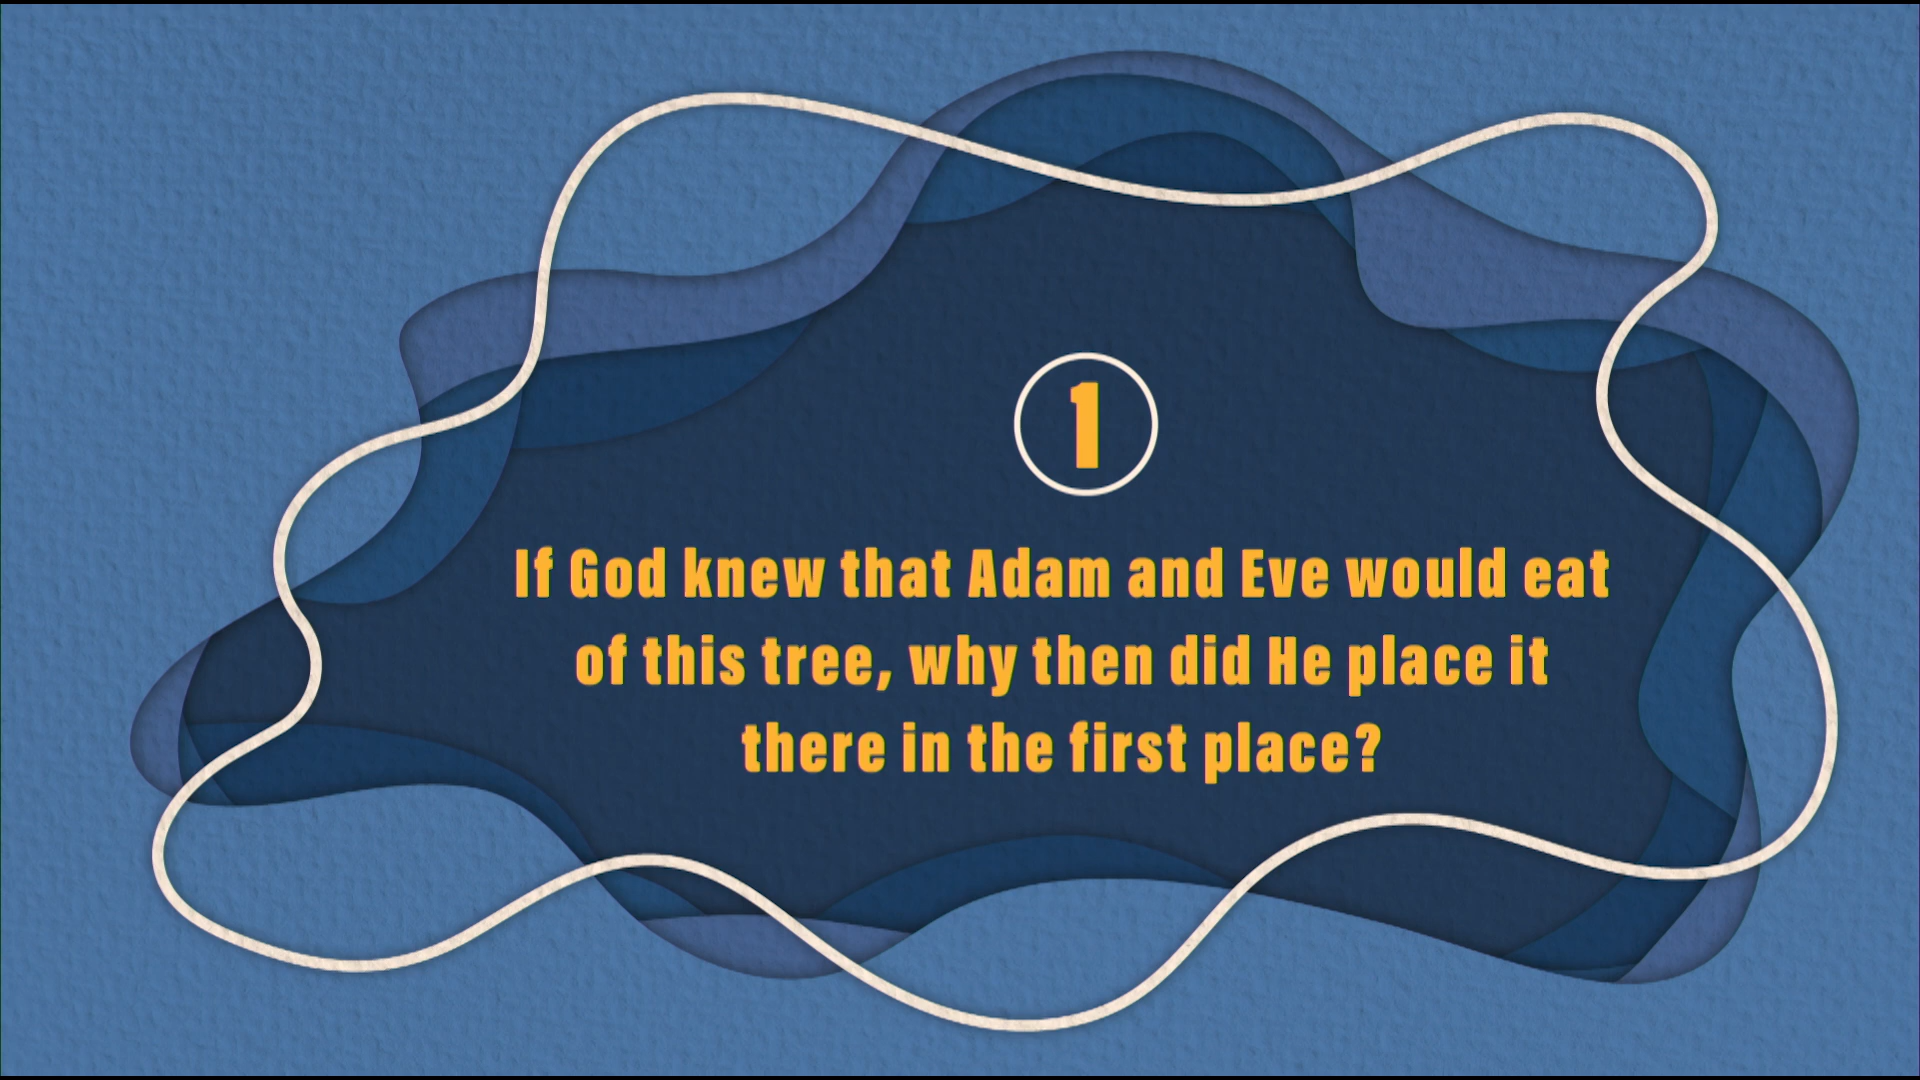 1
If God knew that Adam and Eve would eat
of this tree, why then did He place it
there in the first place?